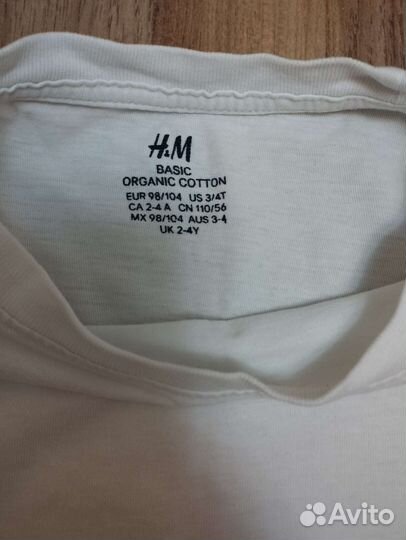 H&M
BASIC
ORGANIC COTTON
EUR 98/104 US 3/4T
CA 2-4 A CN 110/56
MX 98/104 AUS 3-4
UK 2-4Y
Avito